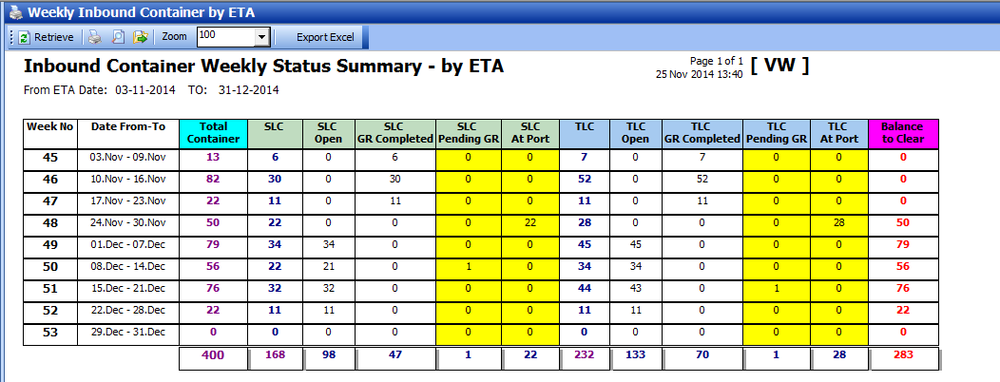 Weekly Inbound Container by ETA
Retrieve Zoom 100 Export Excel
Inbound Container Weekly Status Summary - by ETA
Page 1 of 1
25 Nov 2014 13:40
[ VW ]
From ETA Date: 03-11-2014 TO: 31-12-2014
Week No Date From-To Total Container SLC SLC Open SLC GR Completed SLC Pending GR SLC At Port TLC TLC Open TLC GR Completed TLC Pending GR TLC At Port Balance to Clear
45 03.Nov - 09.Nov 13 6 0 6 0 0 7 0 7 0 0 0
46 10.Nov - 16.Nov 82 30 0 30 0 0 52 0 52 0 0 0
47 17.Nov - 23.Nov 22 11 0 11 0 0 11 0 11 0 0 0
48 24.Nov - 30.Nov 50 22 0 0 0 22 28 0 0 0 28 50
49 01.Dec - 07.Dec 79 34 34 0 0 0 45 45 0 0 0 79
50 08.Dec - 14.Dec 56 22 21 0 1 0 34 34 0 0 0 56
51 15.Dec - 21.Dec 76 32 32 0 0 0 44 43 0 1 0 76
52 22.Dec - 28.Dec 22 11 11 0 0 0 11 11 0 0 0 22
53 29.Dec - 31.Dec 0 0 0 0 0 0 0 0 0 0 0 0
400 168 98 47 1 22 232 133 70 1 28 283